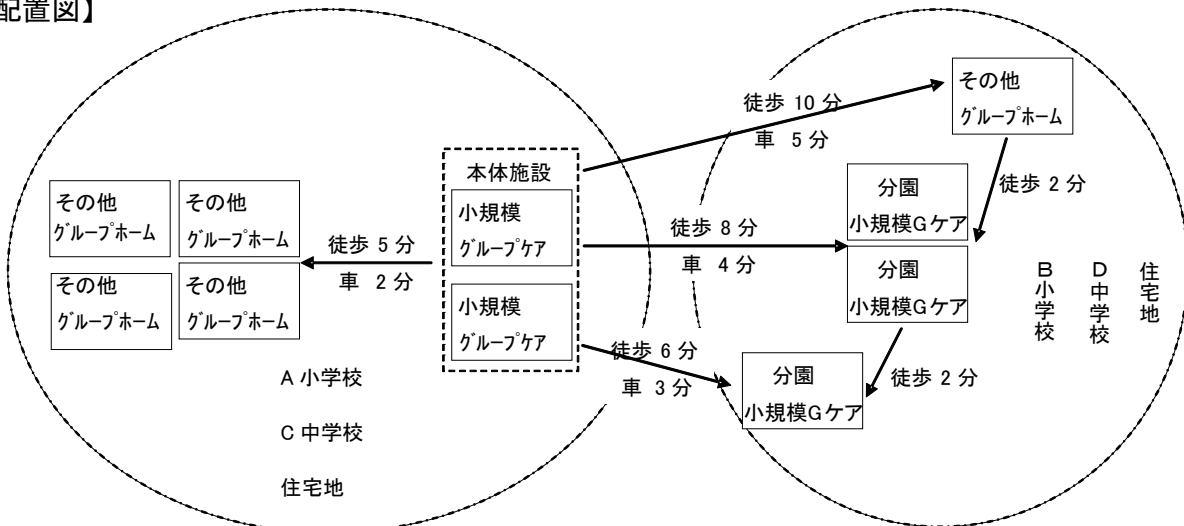 配置図】
その他
グループホーム
その他
グループホーム
その他
グループホーム
その他
グループホーム
徒歩 5 分
車 2 分
本体施設
小規模
グループケア
小規模
グループケア
A 小学校
C 中学校
住宅地
徒歩 10 分
車 5 分
徒歩 8 分
車 4 分
徒歩 6 分
車 3 分
その他
グループホーム
徒歩 2 分
分園
小規模Gケア
分園
小規模Gケア
徒歩 2 分
分園
小規模Gケア
B小学校
D中学校
住宅地